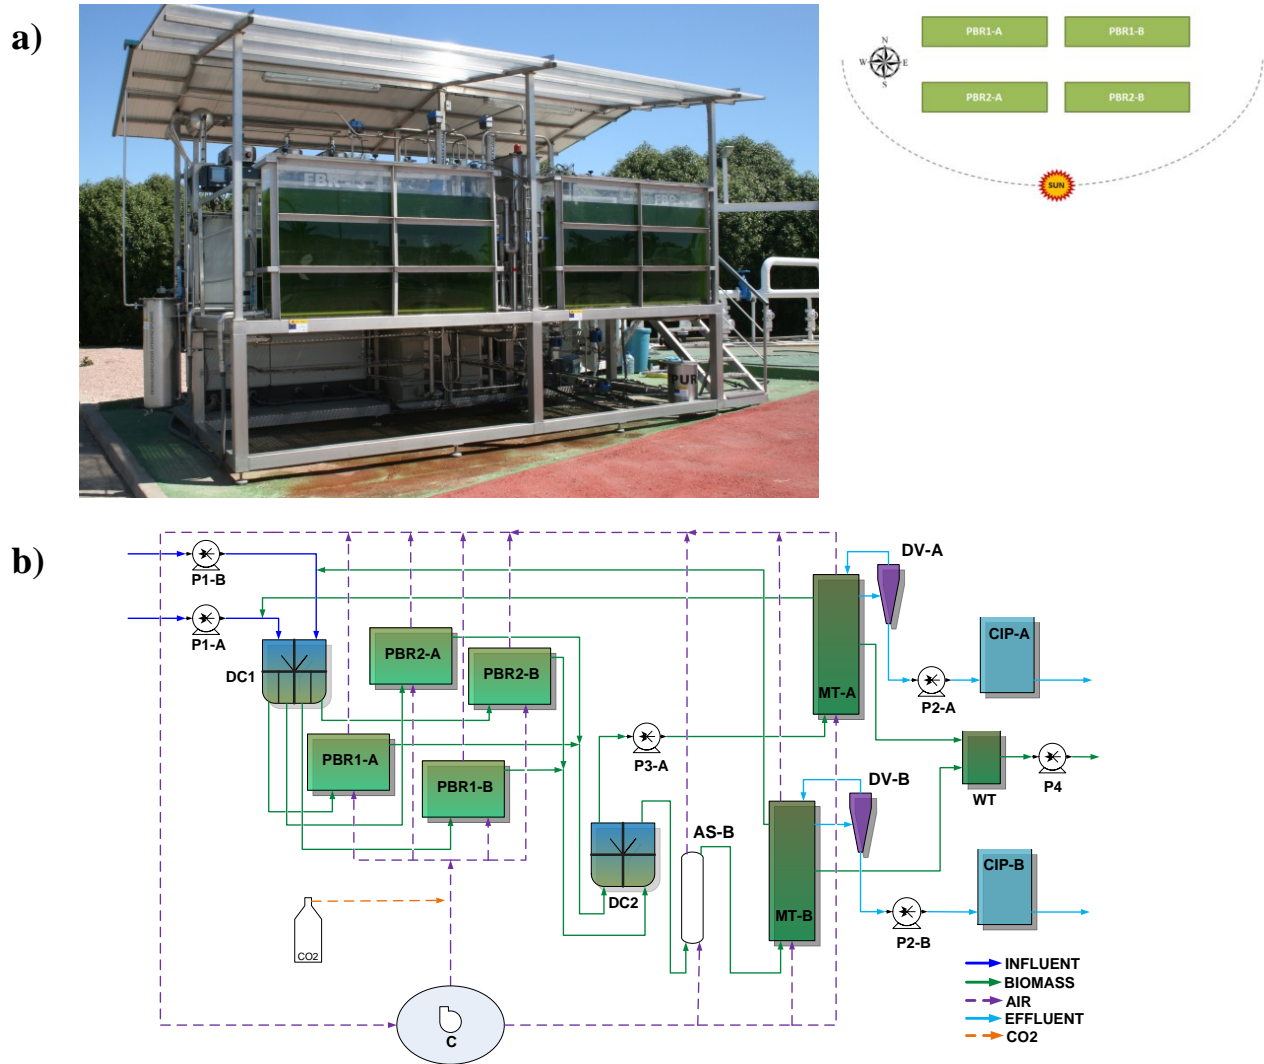 a)
PBR1-A
PBR1-B
N
W
E
S
PBR2-A
PBR2-B
SUN
PUR
b)
P1-B
P1-A
DC1
PBR2-A
PBR2-B
PBR1-A
PBR1-B
CO2
C
DC2
P3-A
AS-B
MT-A
DV-A
P2-A
CIP-A
MT-B
DV-B
P2-B
CIP-B
WT
P4
INFLUENT
BIOMASS
AIR
EFFLUENT
CO2